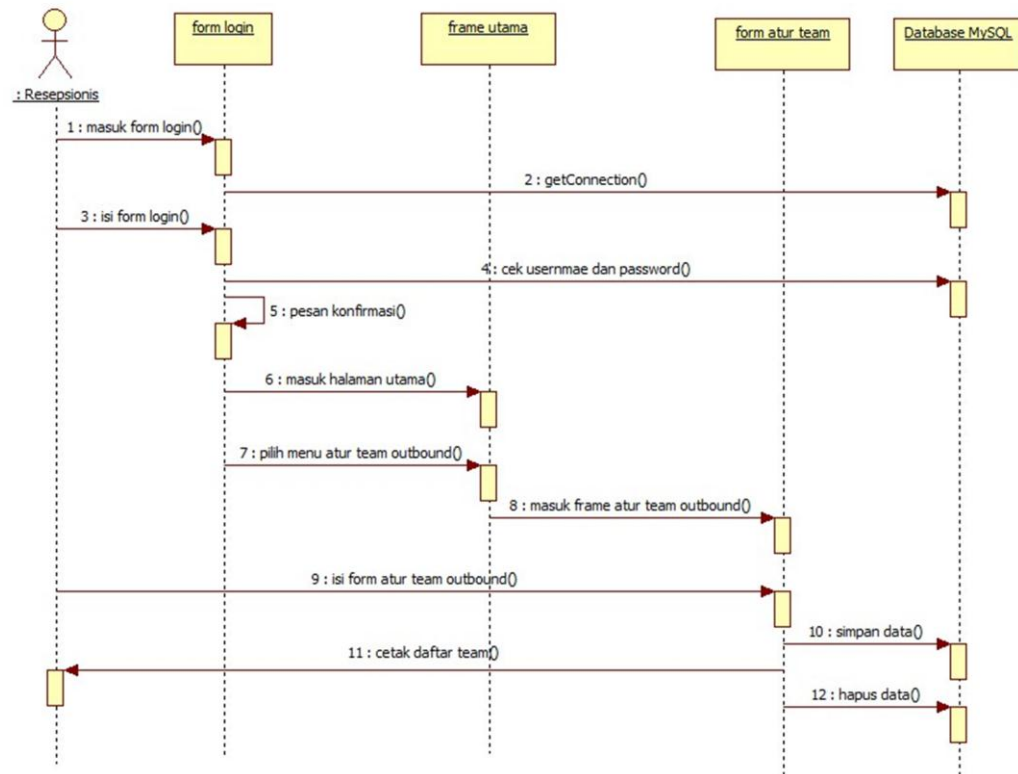 form login
frame utama
form atur team
Database MySQL
: Resepsionis
1 : masuk form login()
2 : getConnection()
3 : isi form login()
4 : cek usernmae dan password()
5 : pesan konfirmasi()
6 : masuk halaman utama()
7 : pilih menu atur team outbound()
8 : masuk frame atur team outbound()
9 : isi form atur team outbound()
10 : simpan data()
11 : cetak daftar team()
12 : hapus data()